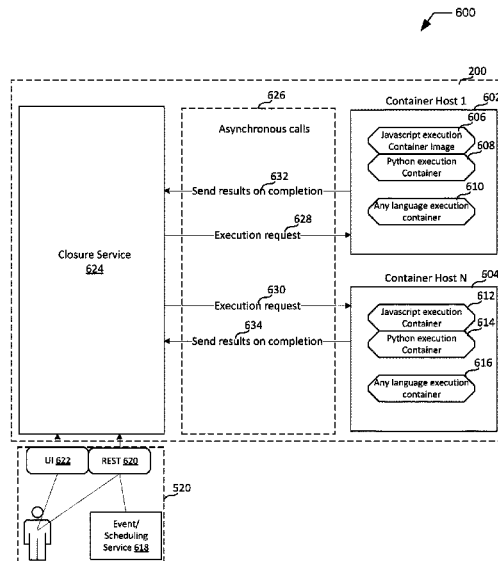 600
200
626
Container Host 1
602
606
Asynchronous calls
Javascript execution
Container Image
608
Python execution
Container
632
Send results on completion
610
Any language execution
container
628
Execution request
Closure Service
624
Container Host N
604
630
612
Execution request
Javascript execution
Container
634
614
Send results on completion
Python execution
Container
616
Any language execution
container
UI 622
REST 620
520
Event/
Scheduling
Service 618